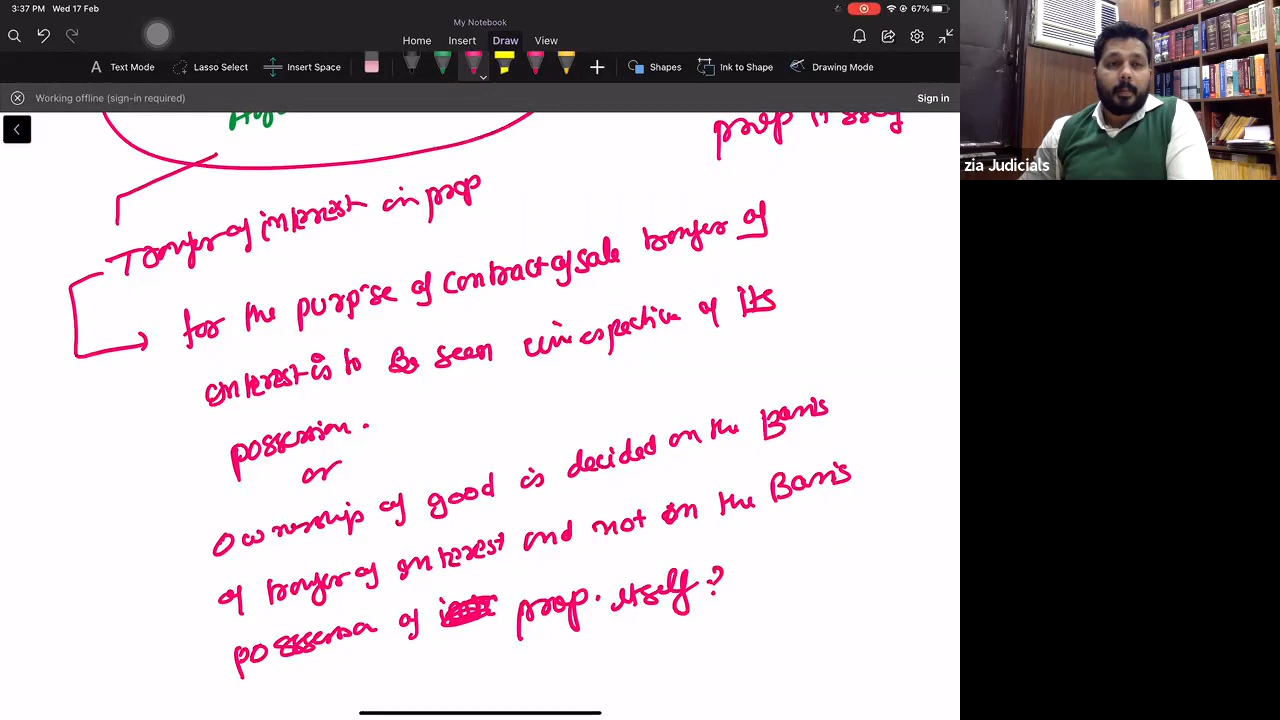 3:37 PM Wed 17 Feb
67%
My Notebook
Home Insert Draw View
Text Mode Lasso Select Insert Space Shapes Ink to Shape Drawing Mode
Working offline (sign-in required) Sign in
zia Judicials
prop itself
Transfer of interest in prop
for the purpose of contract of sale transfer of
interest is to be seen irrespective of its
possession.
or
Ownership of good is decided on the Basis
of transfer of interest and not on the Basis
possession of prop. itself?